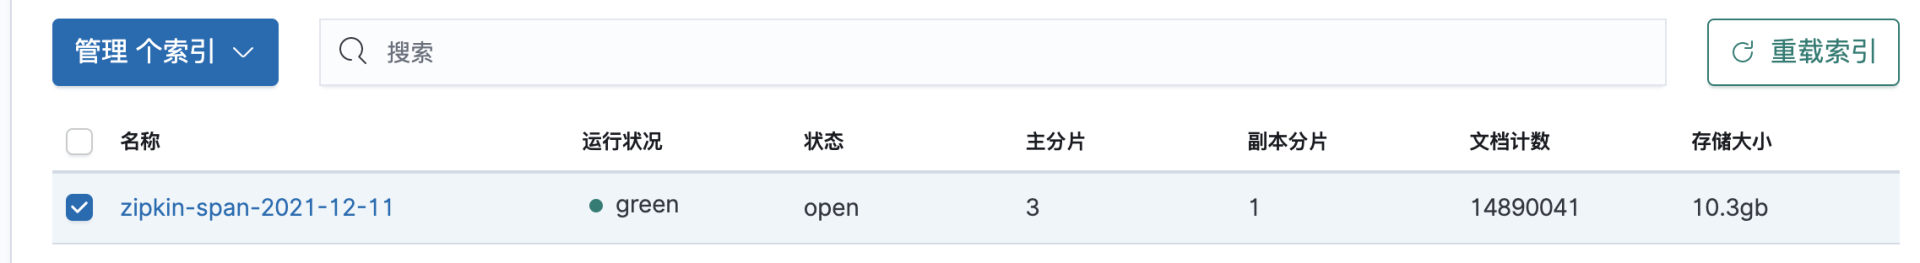 管理 个索引
搜索
重载索引
名称 运行状况 状态 主分片 副本分片 文档计数 存储大小
zipkin-span-2021-12-11 green open 3 1 14890041 10.3gb